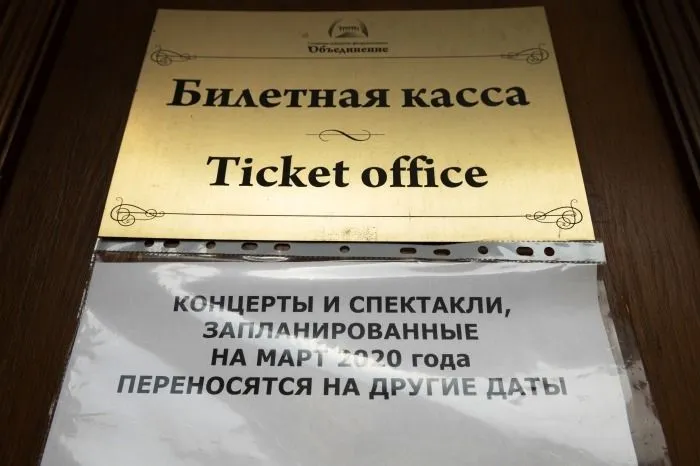 Объединение
Билетная касса
Ticket office
КОНЦЕРТЫ И СПЕКТАКЛИ,
ЗАПЛАНИРОВАННЫЕ
НА МАРТ 2020 года
ПЕРЕНОСЯТСЯ НА ДРУГИЕ ДАТЫ